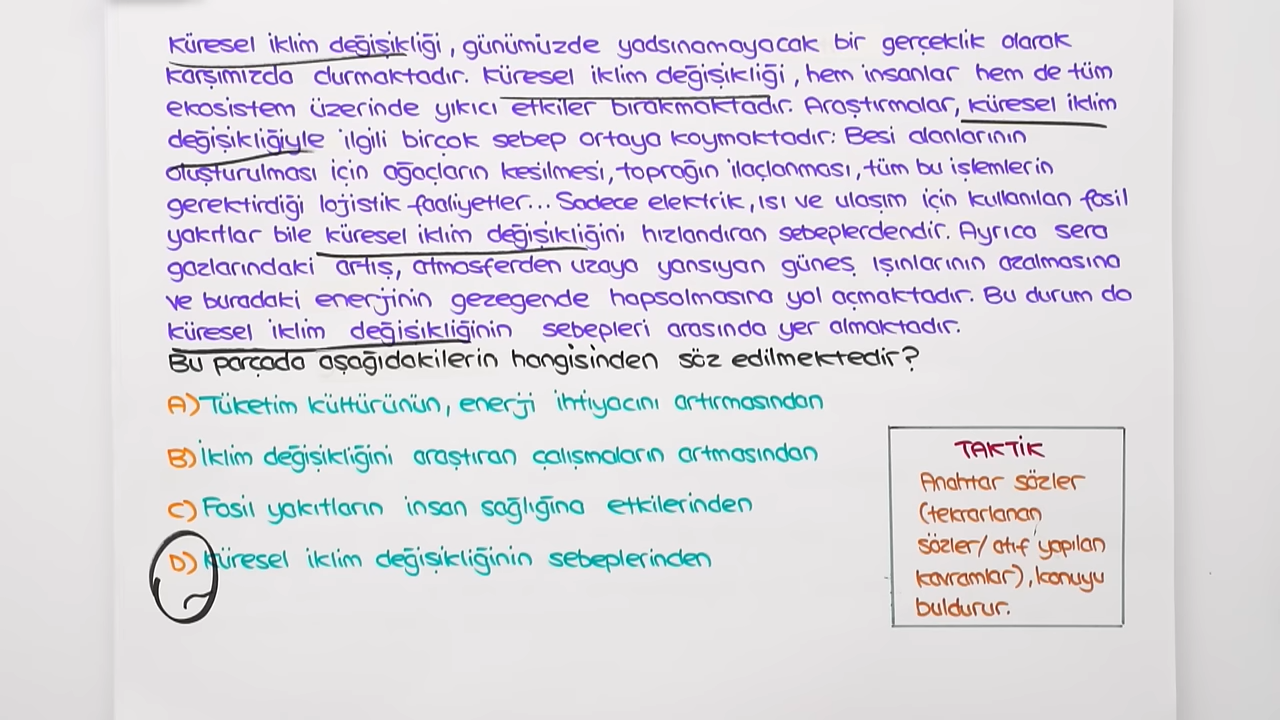 Küresel iklim değişikliği, günümüzde yadsınamayacak bir gerçeklik olarak
karşımızda durmaktadır. Küresel iklim değişikliği, hem insanlar hem de tüm
ekosistem üzerinde yıkıcı etkiler bırakmaktadır. Araştırmalar, küresel iklim
değişikliğiyle ilgili birçok sebep ortaya koymaktadır: Besi alanlarının
oluşturulması için ağaçların kesilmesi, toprağın ilaçlanması, tüm bu işlemlerin
gerektirdiği lojistik faaliyetler... Sadece elektrik, ısı ve ulaşım için kullanılan fosil
yakıtlar bile küresel iklim değişikliğini hızlandıran sebeplerdendir. Ayrıca sera
gazlarındaki artış, atmosferden uzaya yansıyan güneş ışınlarının azalmasına
ve buradaki enerjinin gezegende hapsolmasına yol açmaktadır. Bu durum da
küresel iklim değişikliğinin sebepleri arasında yer almaktadır.
Bu parçada aşağıdakilerin hangisinden söz edilmektedir?
A) Tüketim kültürünün, enerji ihtiyacını artırmasından
B) İklim değişikliğini araştıran çalışmaların artmasından
C) Fosil yakıtların insan sağlığına etkilerinden
D) Küresel iklim değişikliğinin sebeplerinden
TAKTİK
Anahtar sözler
(tekrarlanan
sözler/atıf yapılan
kavramlar), konuyu
buldurur.